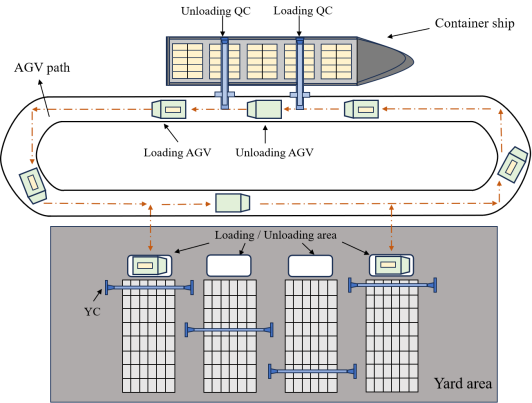 Unloading QC
Loading QC
Container ship
AGV path
Loading AGV
Unloading AGV
Loading / Unloading area
YC
Yard area